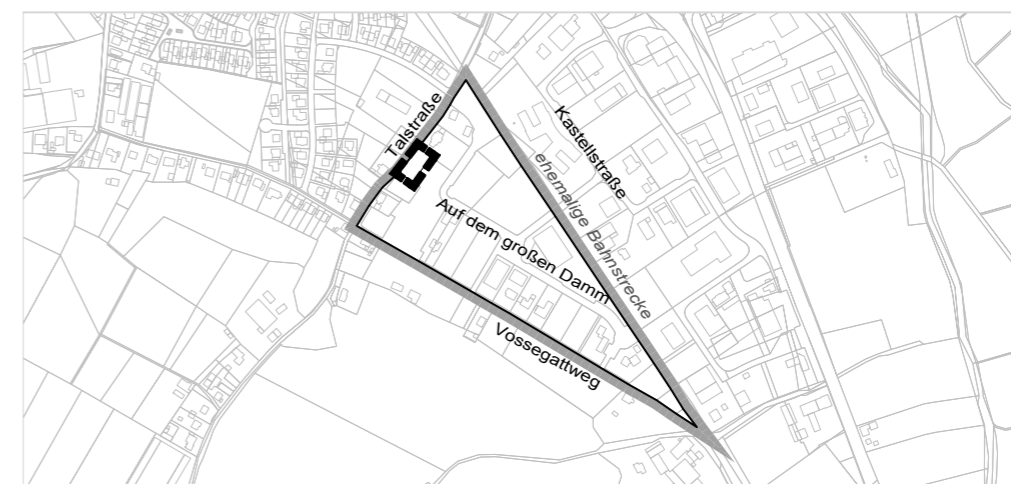 Talstraße
Kastellstraße
ehemalige Bahnstrecke
Auf dem großen Damm
Vossegattweg